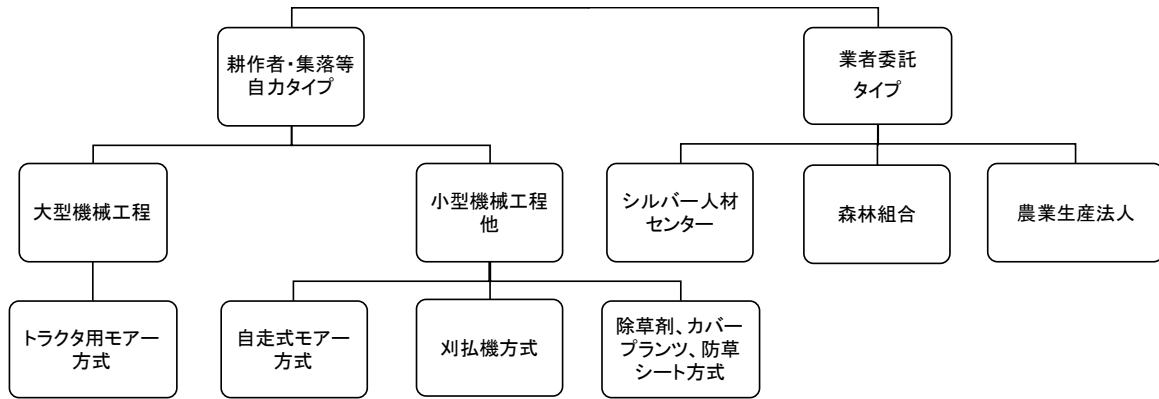 耕作者・集落等
自力タイプ
業者委託
タイプ
大型機械工程
小型機械工程
他
シルバー人材
センター
森林組合
農業生産法人
トラクタ用モアー
方式
自走式モアー
方式
刈払機方式
除草剤、カバー
プランツ、防草
シート方式